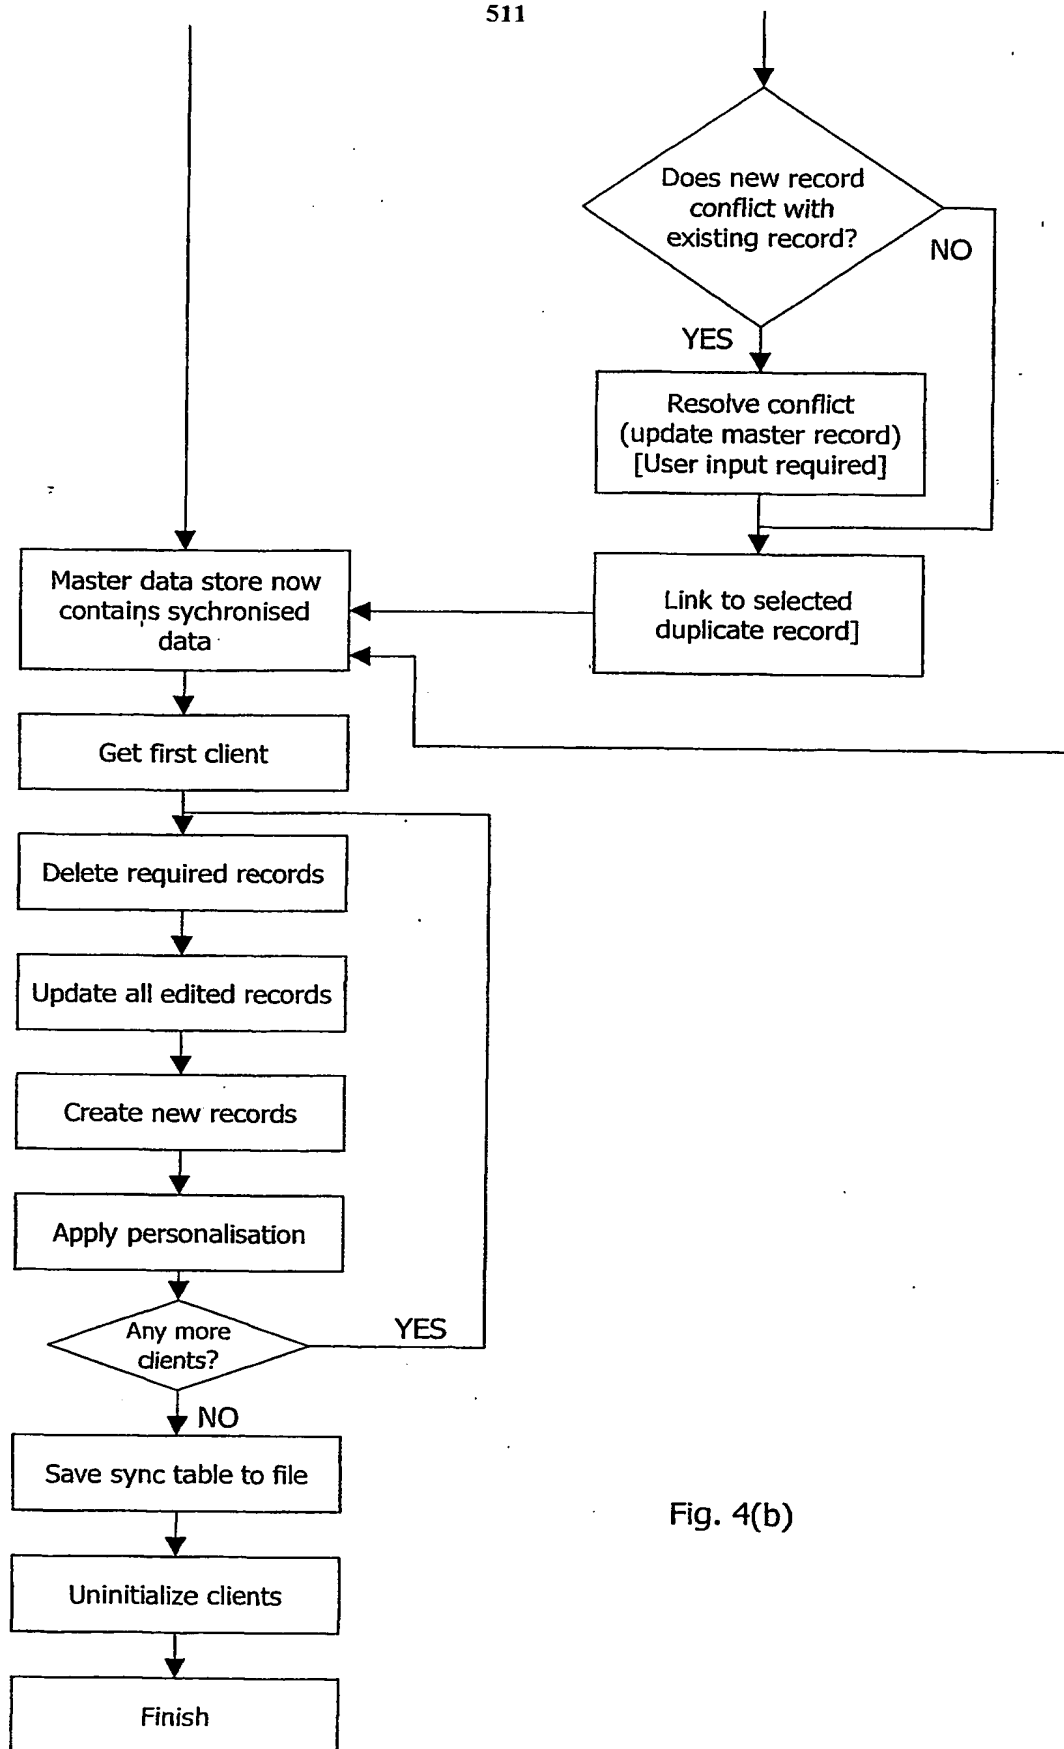 511
Does new record
conflict with
existing record?
NO
YES
Resolve conflict
(update master record)
[User input required]
Master data store now
contains sychronised
data
Link to selected
duplicate record]
Get first client
Delete required records
Update all edited records
Create new records
Apply personalisation
Any more
clients?
YES
NO
Save sync table to file
Fig. 4(b)
Uninitialize clients
Finish